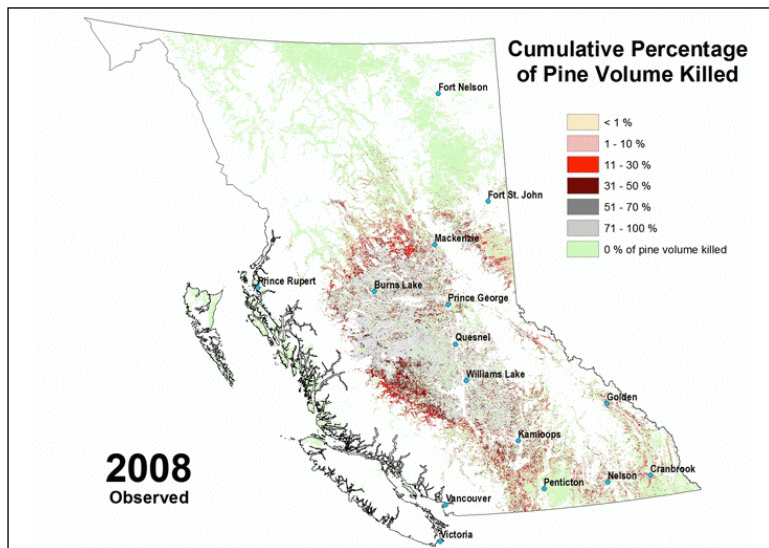 Cumulative Percentage
of Pine Volume Killed
Fort Nelson
< 1 %
1 - 10 %
11 - 30 %
31 - 50 %
51 - 70 %
71 - 100 %
0 % of pine volume killed
Fort St. John
Mackenzie
Prince Rupert
Burns Lake
Prince George
Quesnel
Williams Lake
Golden
Kamloops
2008
Observed
Cranbrook
Nelson
Penticton
Vancouver
Victoria